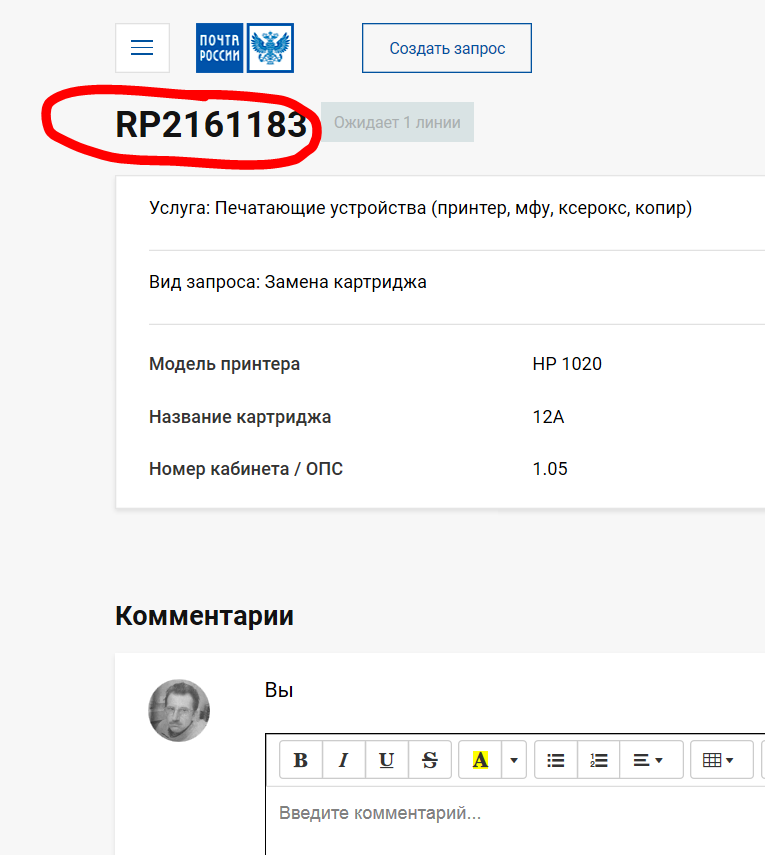 ПОЧТА
РОССИИ
Создать запрос
RP2161183 Ожидает 1 линии
Услуга: Печатающие устройства (принтер, мфу, ксерокс, копир)
Вид запроса: Замена картриджа
Модель принтера HP 1020
Название картриджа 12A
Номер кабинета / ОПС 1.05
Комментарии
Вы
B I U S A
Введите комментарий...